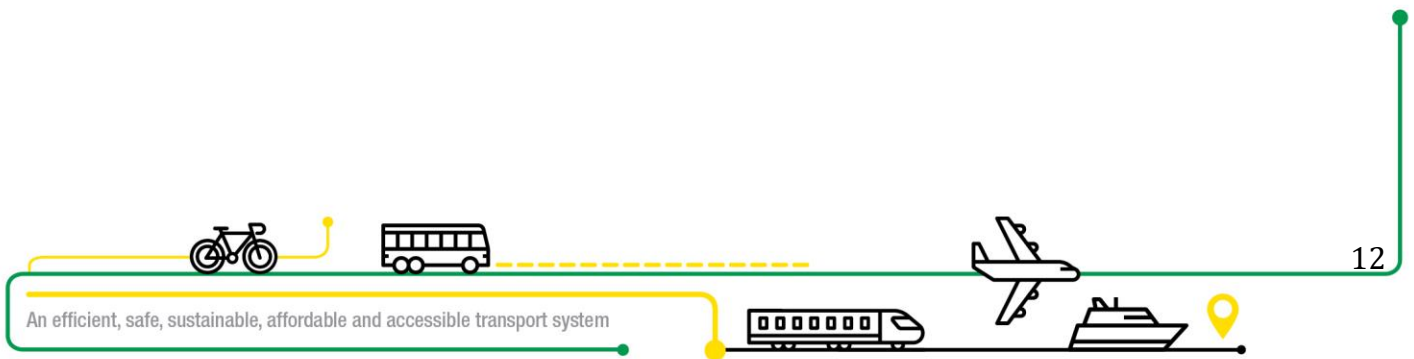 12
An efficient, safe, sustainable, affordable and accessible transport system